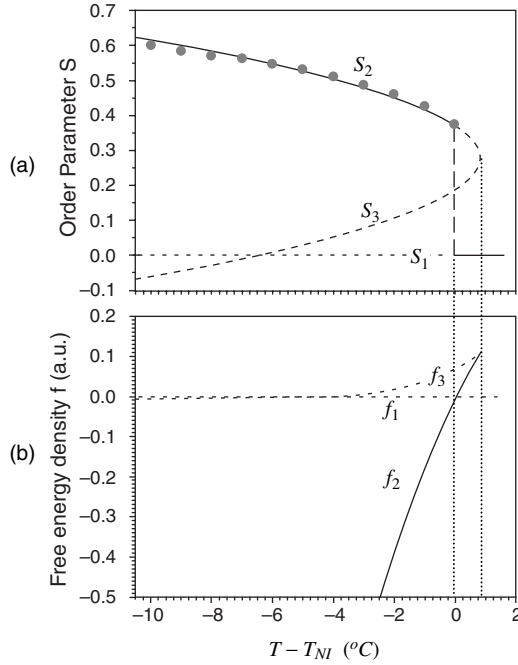 (a)
Order Parameter S
0.7
0.6
0.5
0.4
0.3
0.2
0.1
0.0
−0.1
S₂
S₃
S₁
(b)
Free energy density f (a.u.)
0.2
0.1
0.0
−0.1
−0.2
−0.3
−0.4
−0.5
f₃
f₁
f₂
−10 −8 −6 −4 −2 0 2
T − T_NI (°C)